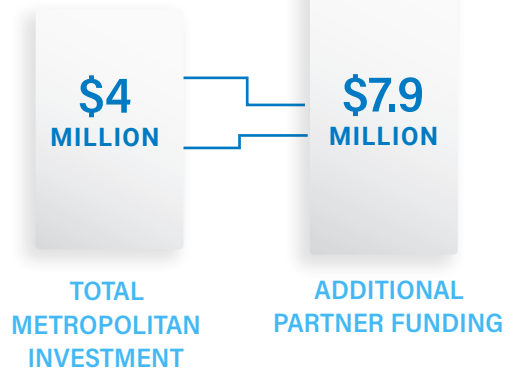 $4
MILLION
TOTAL
METROPOLITAN
INVESTMENT
$7.9
MILLION
ADDITIONAL
PARTNER FUNDING